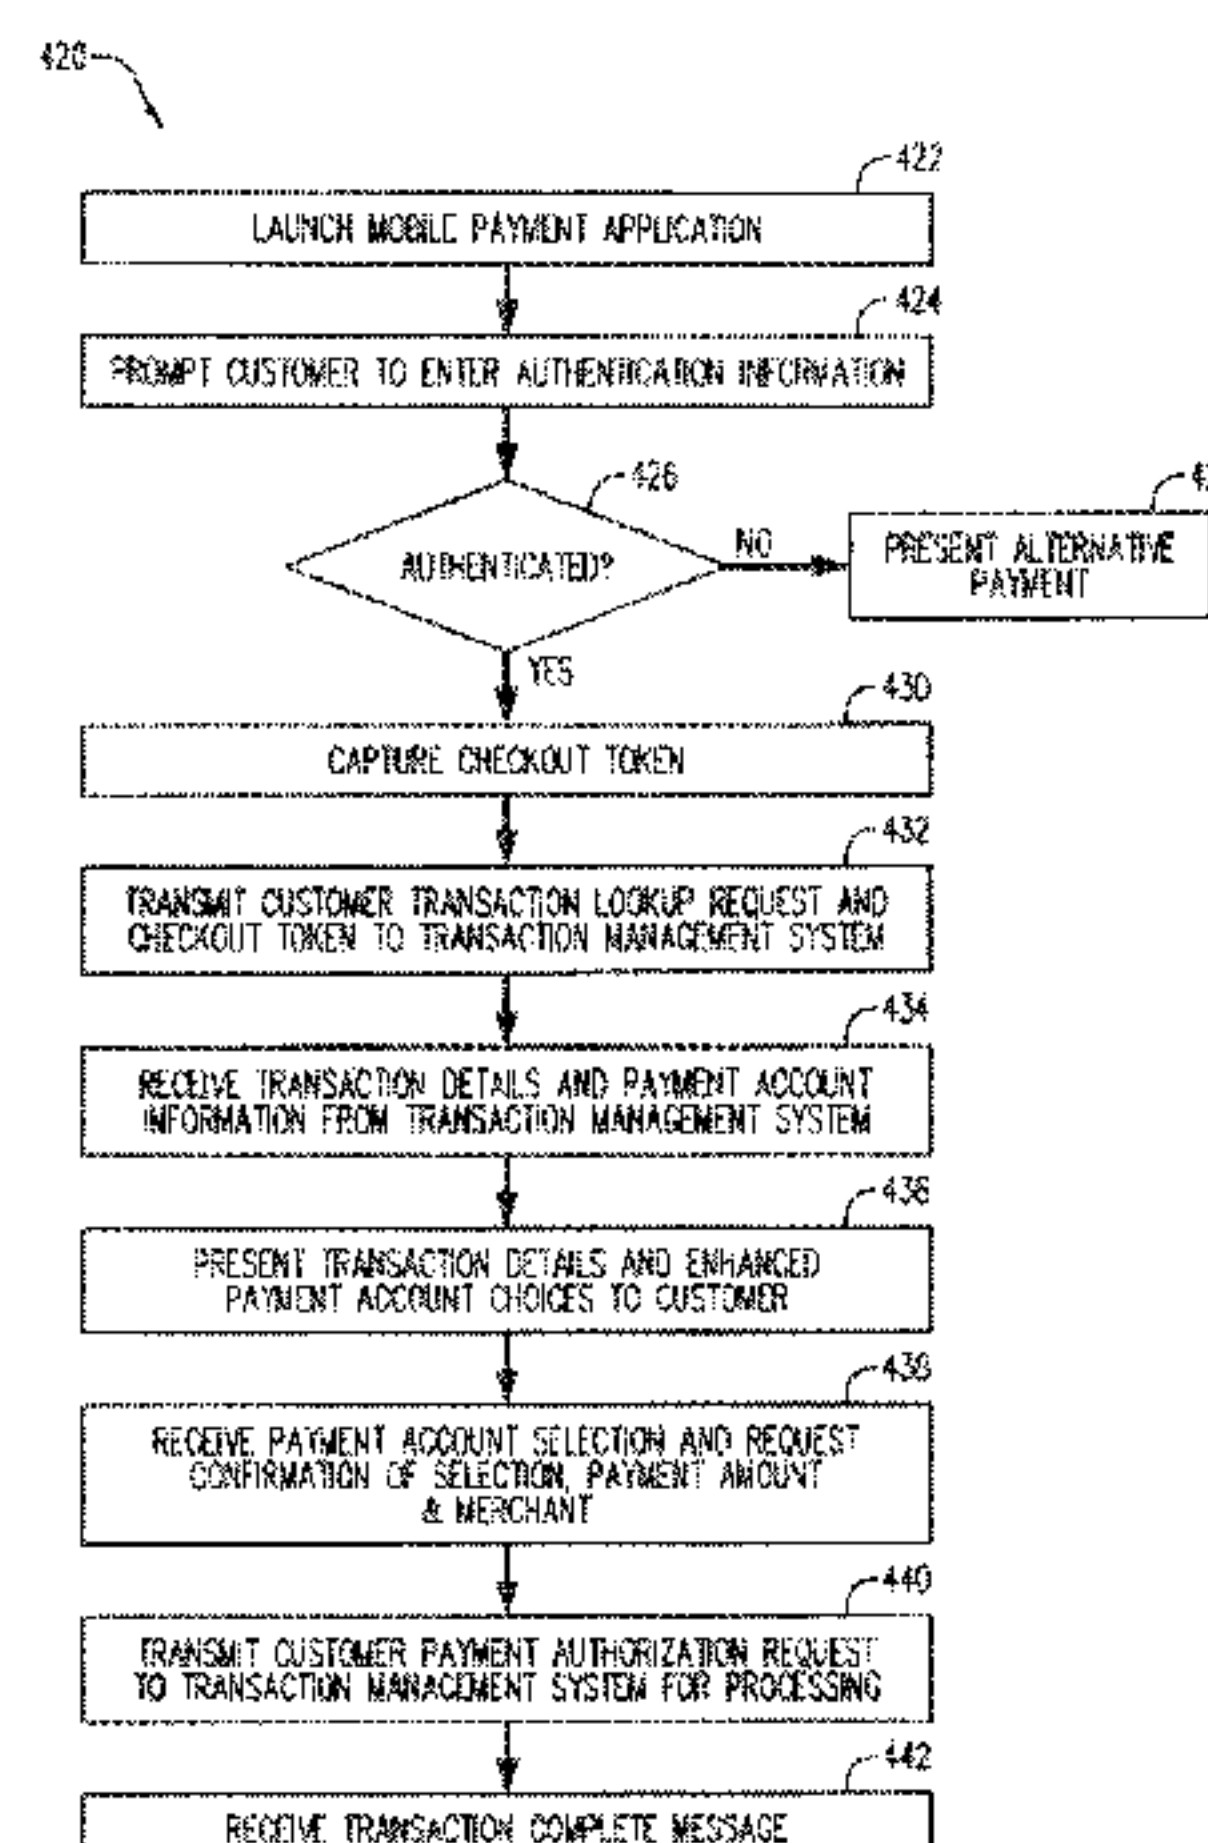 420
422
LAUNCH MOBILE PAYMENT APPLICATION
424
PROMPT CUSTOMER TO ENTER AUTHENTICATION INFORMATION
426
AUTHENTICATED?
NO
PRESENT ALTERNATIVE
PAYMENT
YES
430
CAPTURE CHECKOUT TOKEN
432
TRANSMIT CUSTOMER TRANSACTION LOOKUP REQUEST AND
CHECKOUT TOKEN TO TRANSACTION MANAGEMENT SYSTEM
434
RECEIVE TRANSACTION DETAILS AND PAYMENT ACCOUNT
INFORMATION FROM TRANSACTION MANAGEMENT SYSTEM
436
PRESENT TRANSACTION DETAILS AND ENHANCED
PAYMENT ACCOUNT CHOICES TO CUSTOMER
438
RECEIVE PAYMENT ACCOUNT SELECTION AND REQUEST
CONFIRMATION OF SELECTION, PAYMENT AMOUNT
& MERCHANT
440
TRANSMIT CUSTOMER PAYMENT AUTHORIZATION REQUEST
TO TRANSACTION MANAGEMENT SYSTEM FOR PROCESSING
442
RECEIVE TRANSACTION COMPLETE MESSAGE